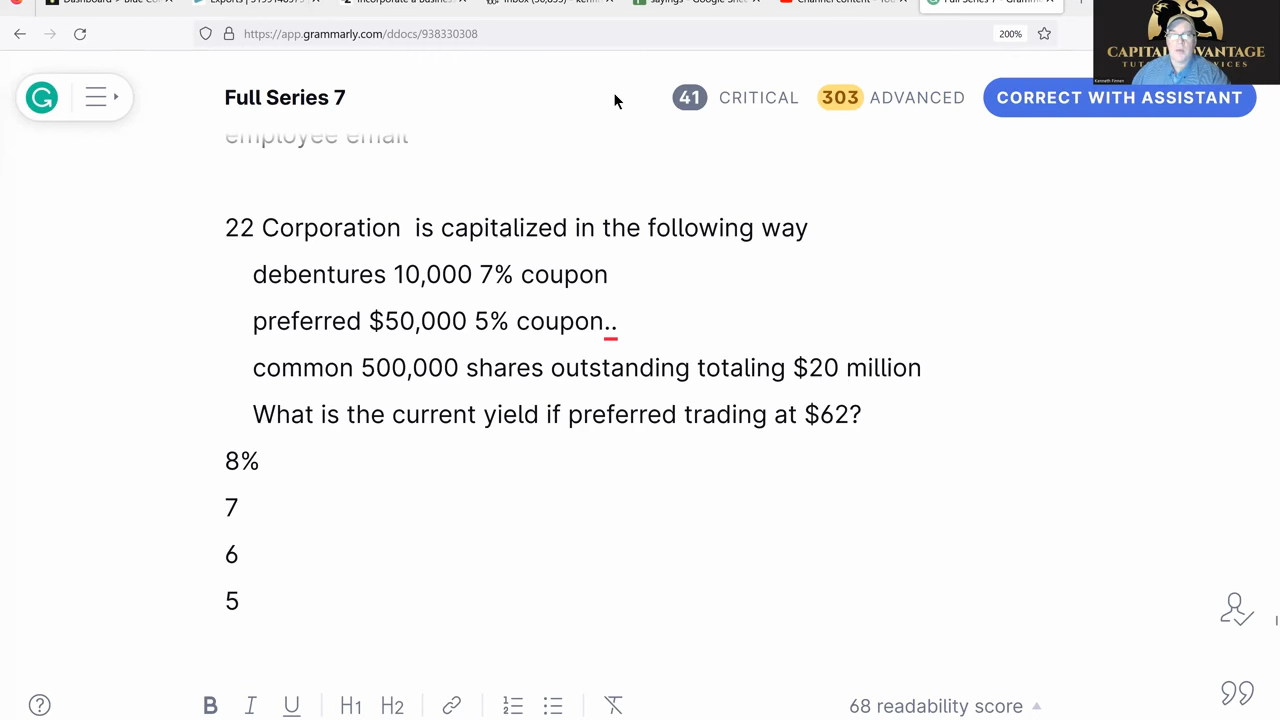 https://app.grammarly.com/ddocs/938330308
200%
CAPITAL ADVANTAGE
Full Series 7
41 CRITICAL
303 ADVANCED
CORRECT WITH ASSISTANT
employee email
22 Corporation is capitalized in the following way
debentures 10,000 7% coupon
preferred $50,000 5% coupon..
common 500,000 shares outstanding totaling $20 million
What is the current yield if preferred trading at $62?
8%
7
6
5
B I U H1 H2
68 readability score